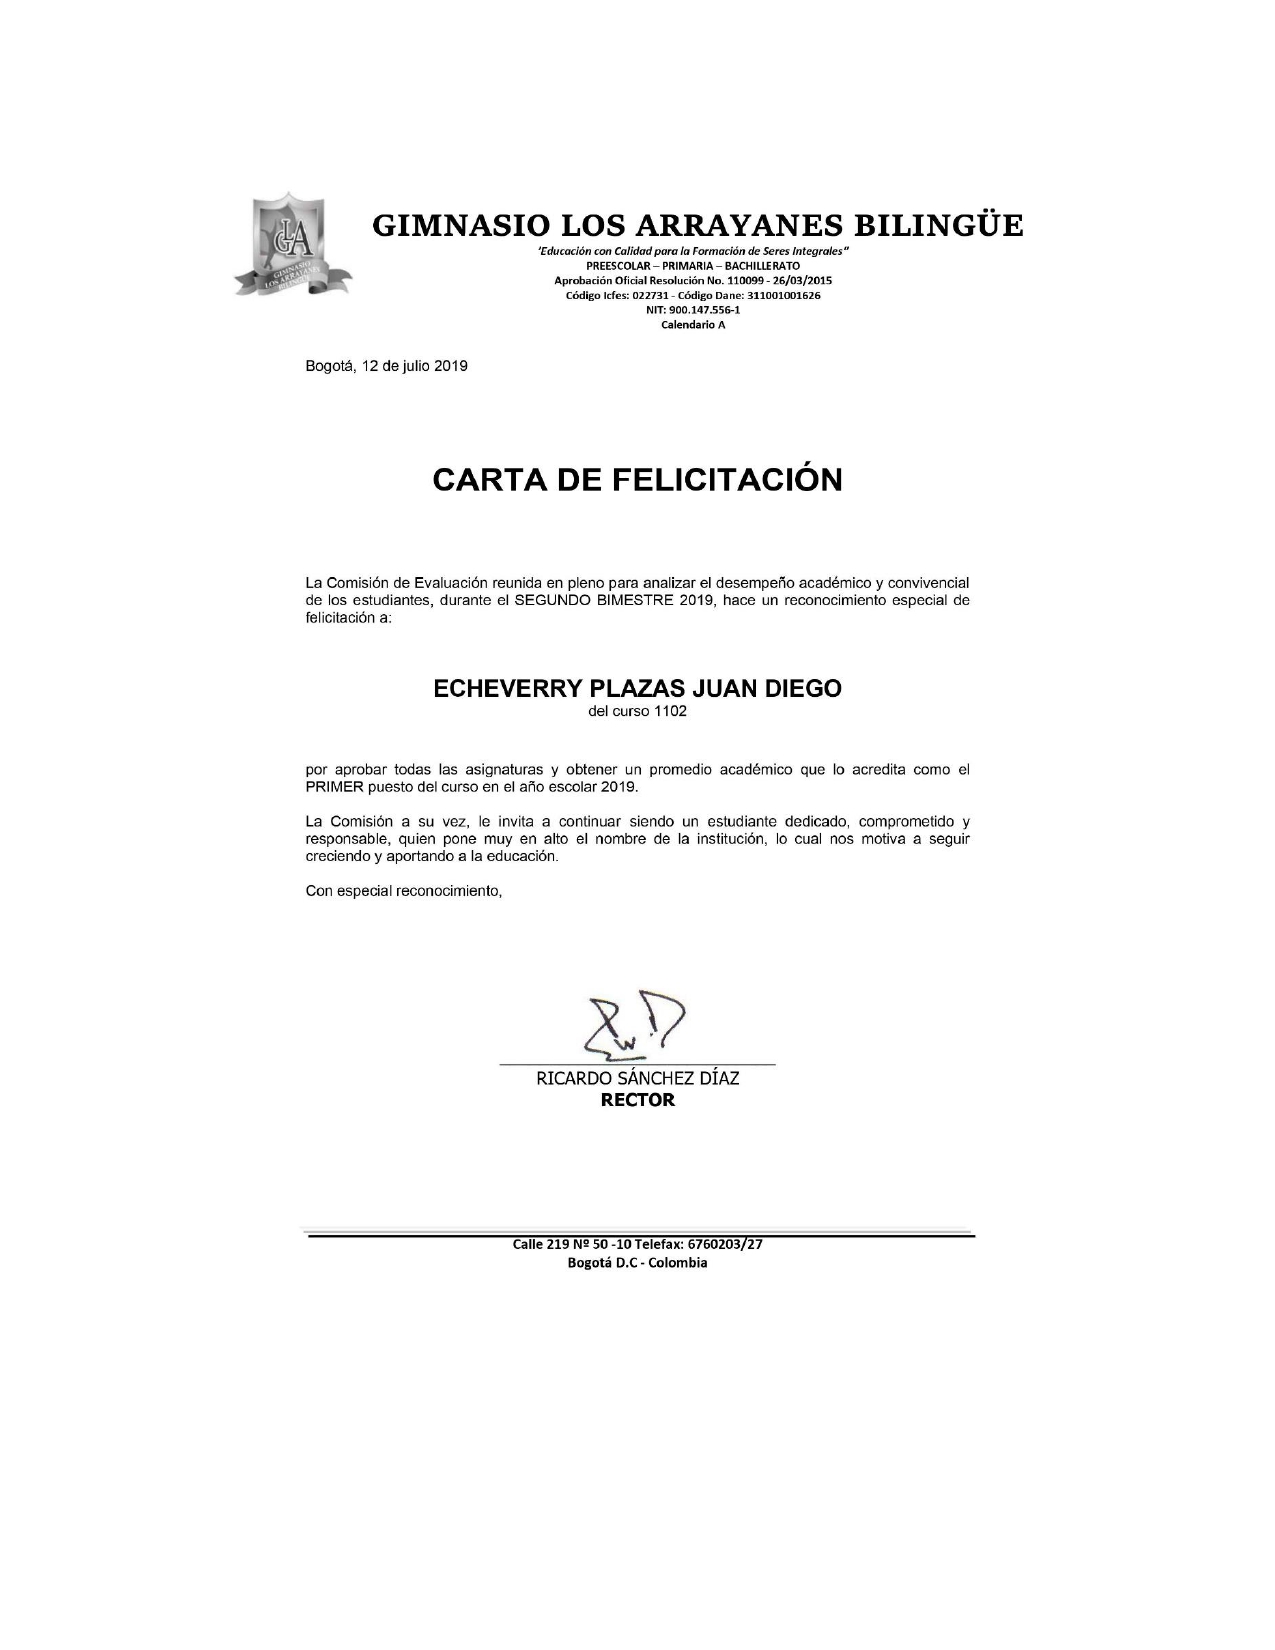 GLA
GIMNASIO
LOS ARRAYANES
BILINGÜE
GIMNASIO LOS ARRAYANES BILINGÜE
'Educación con Calidad para la Formación de Seres Integrales"
PREESCOLAR – PRIMARIA – BACHILLERATO
Aprobación Oficial Resolución No. 110099 - 26/03/2015
Código Icfes: 022731 - Código Dane: 311001001626
NIT: 900.147.556-1
Calendario A
Bogotá, 12 de julio 2019
CARTA DE FELICITACIÓN
La Comisión de Evaluación reunida en pleno para analizar el desempeño académico y convivencial
de los estudiantes, durante el SEGUNDO BIMESTRE 2019, hace un reconocimiento especial de
felicitación a:
ECHEVERRY PLAZAS JUAN DIEGO
del curso 1102
por aprobar todas las asignaturas y obtener un promedio académico que lo acredita como el
PRIMER puesto del curso en el año escolar 2019.
La Comisión a su vez, le invita a continuar siendo un estudiante dedicado, comprometido y
responsable, quien pone muy en alto el nombre de la institución, lo cual nos motiva a seguir
creciendo y aportando a la educación.
Con especial reconocimiento,
RICARDO SÁNCHEZ DÍAZ
RECTOR
Calle 219 Nº 50 -10 Telefax: 6760203/27
Bogotá D.C - Colombia